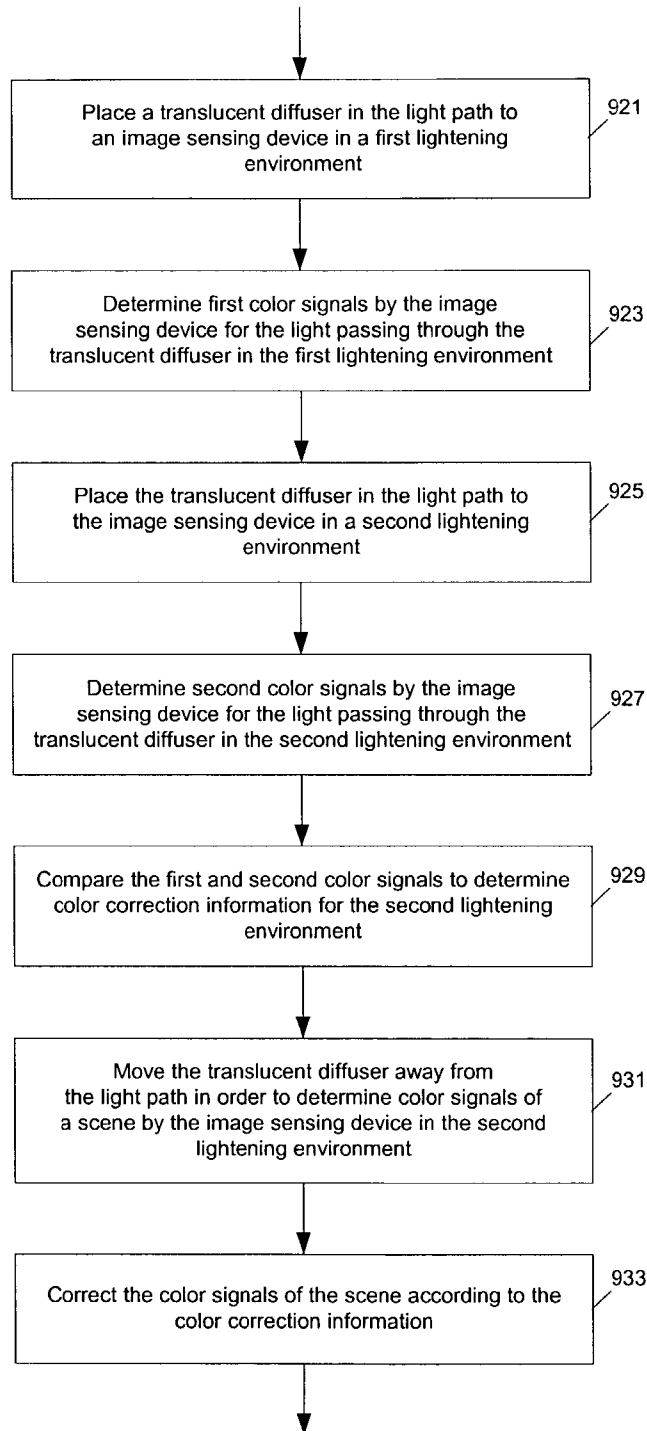 Place a translucent diffuser in the light path to
an image sensing device in a first lightening
environment
921
Determine first color signals by the image
sensing device for the light passing through the
translucent diffuser in the first lightening environment
923
Place the translucent diffuser in the light path to
the image sensing device in a second lightening
environment
925
Determine second color signals by the image
sensing device for the light passing through the
translucent diffuser in the second lightening environment
927
Compare the first and second color signals to determine
color correction information for the second lightening
environment
929
Move the translucent diffuser away from
the light path in order to determine color signals of
a scene by the image sensing device in the second
lightening environment
931
Correct the color signals of the scene according to the
color correction information
933